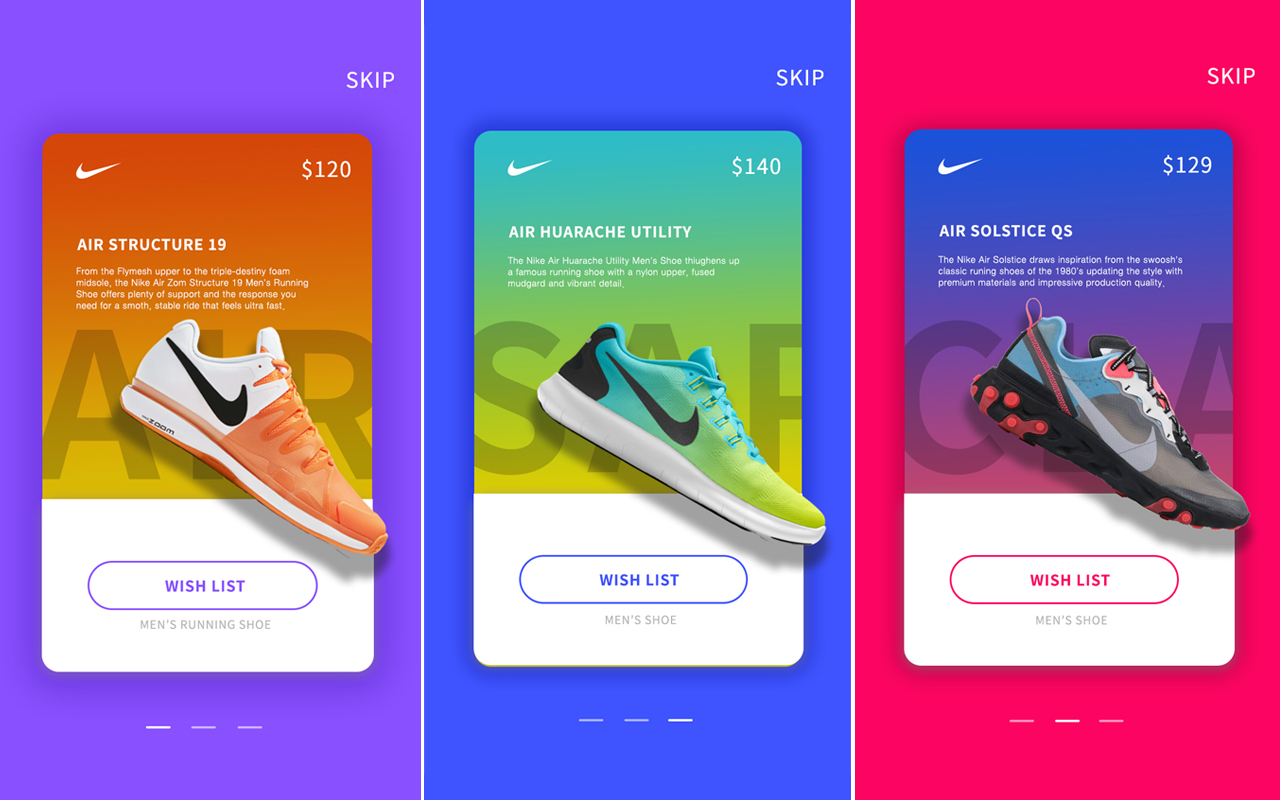 SKIP
$120
AIR STRUCTURE 19
From the Flymesh upper to the triple-destiny foam
midsole, the Nike Air Zom Structure 19 Men's Running
Shoe offers plenty of support and the response you
need for a smoth, stable ride that feels uitra fast.
AIR
ZOOM
WISH LIST
MEN'S RUNNING SHOE
SKIP
$140
AIR HUARACHE UTILITY
The Nike Air Huarache Utility Men's Shoe thiughens up
a famous running shoe with a nylon upper, fused
mudgard and vibrant detail.
SAF
WISH LIST
MEN'S SHOE
SKIP
$129
AIR SOLSTICE QS
The Nike Air Solstice draws inspiration from the swoosh's
classic runing shoes of the 1980's updating the style with
premium materials and impressive production quality.
CLA
WISH LIST
MEN'S SHOE